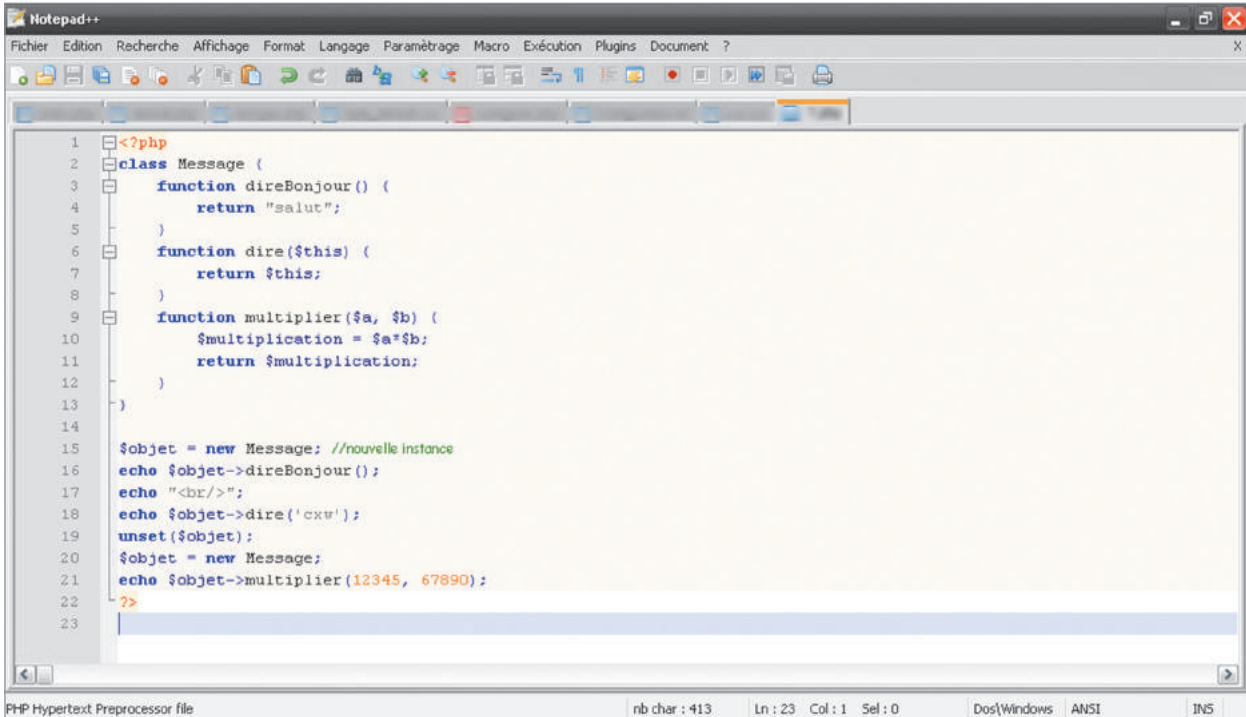 Notepad++
Fichier Edition Recherche Affichage Format Langage Paramètrage Macro Exécution Plugins Document ? X
1 <?php
2 class Message {
3 function direBonjour() {
4 return "salut";
5 }
6 function dire($this) {
7 return $this;
8 }
9 function multiplier($a, $b) {
10 $multiplication = $a*$b;
11 return $multiplication;
12 }
13 }
14
15 $objet = new Message; //nouvelle instance
16 echo $objet->direBonjour();
17 echo "<br/>";
18 echo $objet->dire('cxw');
19 unset($objet);
20 $objet = new Message;
21 echo $objet->multiplier(12345, 67890);
22 ?>
23
PHP Hypertext Preprocessor file nb char : 413 Ln : 23 Col : 1 Sel : 0 Dos\Windows ANSI INS